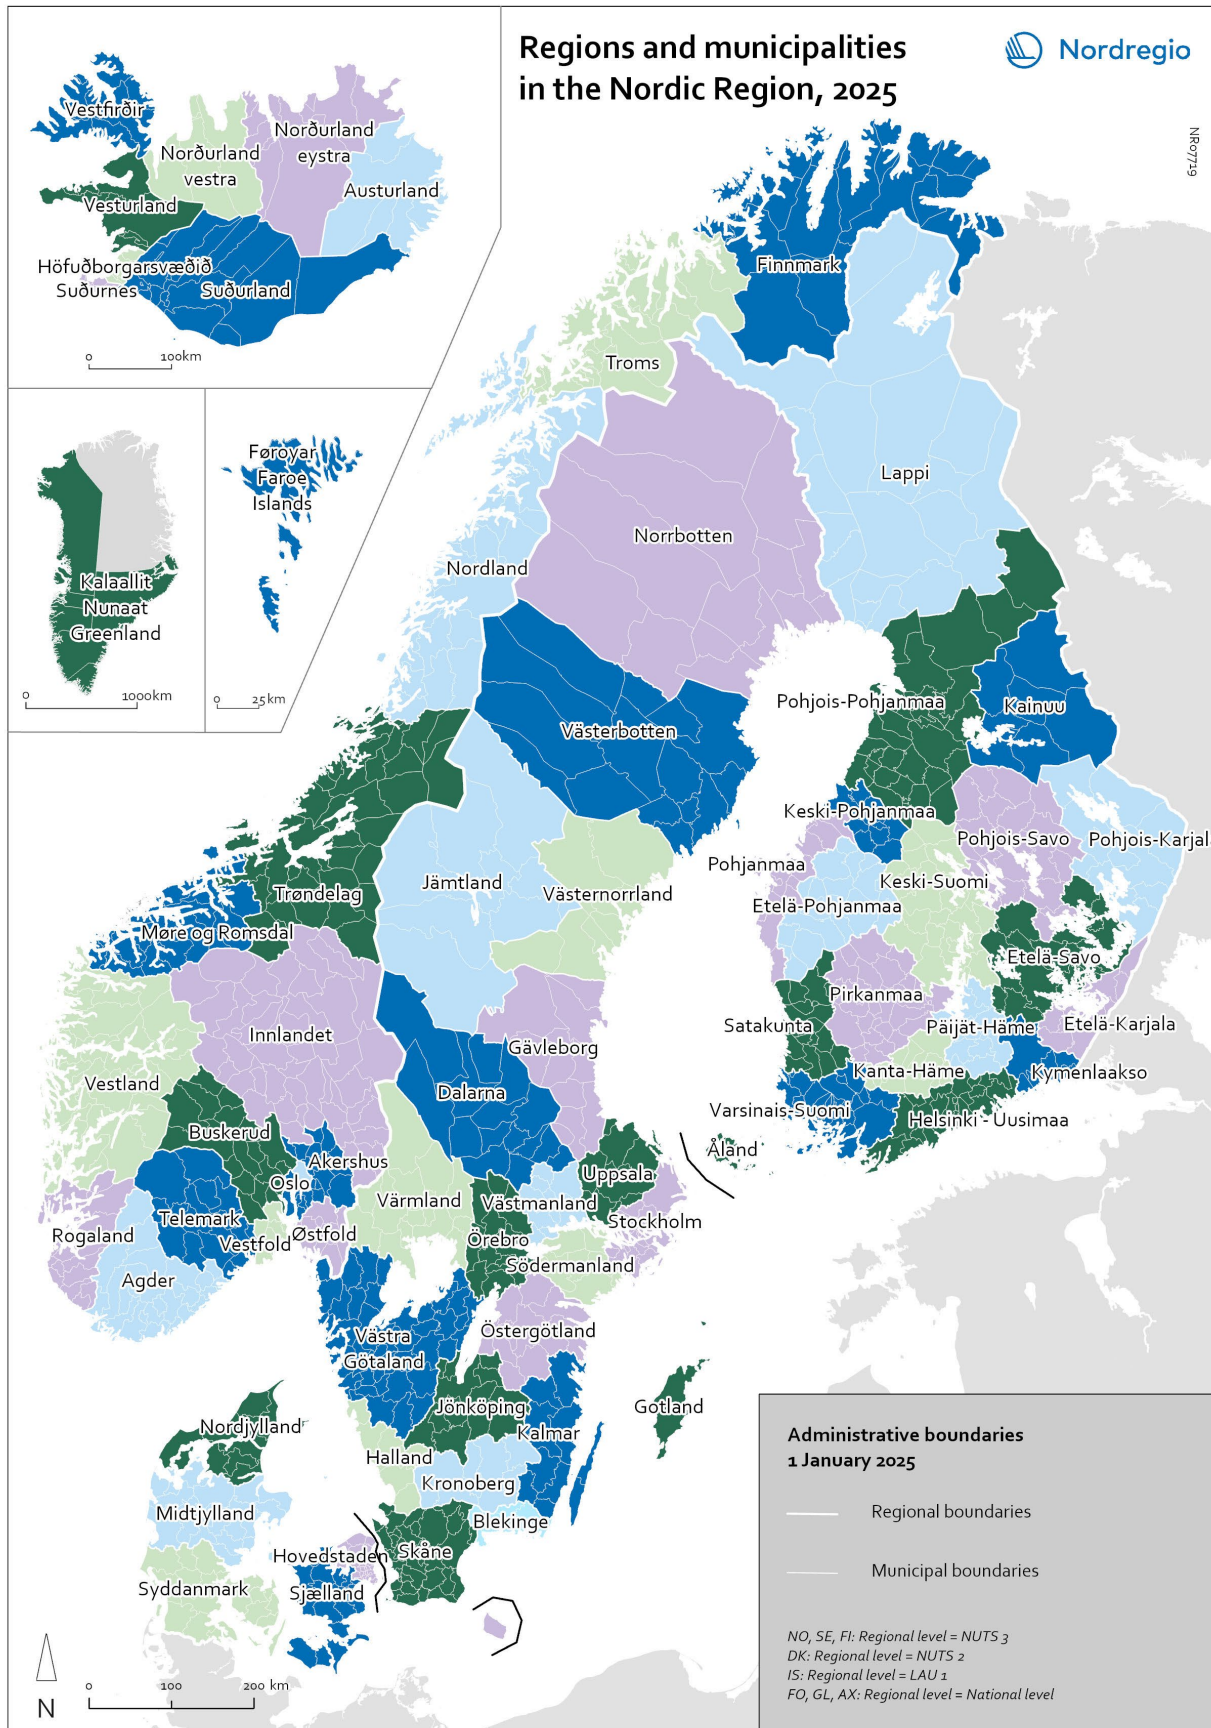 Regions and municipalities
in the Nordic Region, 2025
Nordregio
NR07719
Vestfirðir
Norðurland
vestra
Norðurland
eystra
Austurland
Vesturland
Höfuðborgarsvæðið
Suðurnes
Suðurland
0
100km
Kalaallit
Nunaat
Greenland
0
1000km
Føroyar
Faroe
Islands
0
25km
Finnmark
Troms
Lappi
Norrbotten
Nordland
Västerbotten
Pohjois-Pohjanmaa
Kainuu
Keski-Pohjanmaa
Pohjanmaa
Pohjois-Savo
Pohjois-Karjal
Keski-Suomi
Etelä-Pohjanmaa
Jämtland
Västernorrland
Trøndelag
Møre og Romsdal
Etelä-Savo
Pirkanmaa
Satakunta
Päijät-Häme
Etelä-Karjala
Innlandet
Gävleborg
Kanta-Häme
Kymenlaakso
Vestland
Dalarna
Varsinais-Suomi
Helsinki - Uusimaa
Buskerud
Åland
Akershus
Oslo
Uppsala
Värmland
Västmanland
Stockholm
Telemark
Rogaland
Vestfold
Østfold
Örebro
Södermanland
Agder
Östergötland
Västra
Götaland
Jönköping
Gotland
Nordjylland
Kalmar
Halland
Kronoberg
Midtjylland
Blekinge
Hovedstaden
Skåne
Syddanmark
Sjælland
N
0
100
200 km
Administrative boundaries
1 January 2025
Regional boundaries
Municipal boundaries
NO, SE, FI: Regional level = NUTS 3
DK: Regional level = NUTS 2
IS: Regional level = LAU 1
FO, GL, AX: Regional level = National level